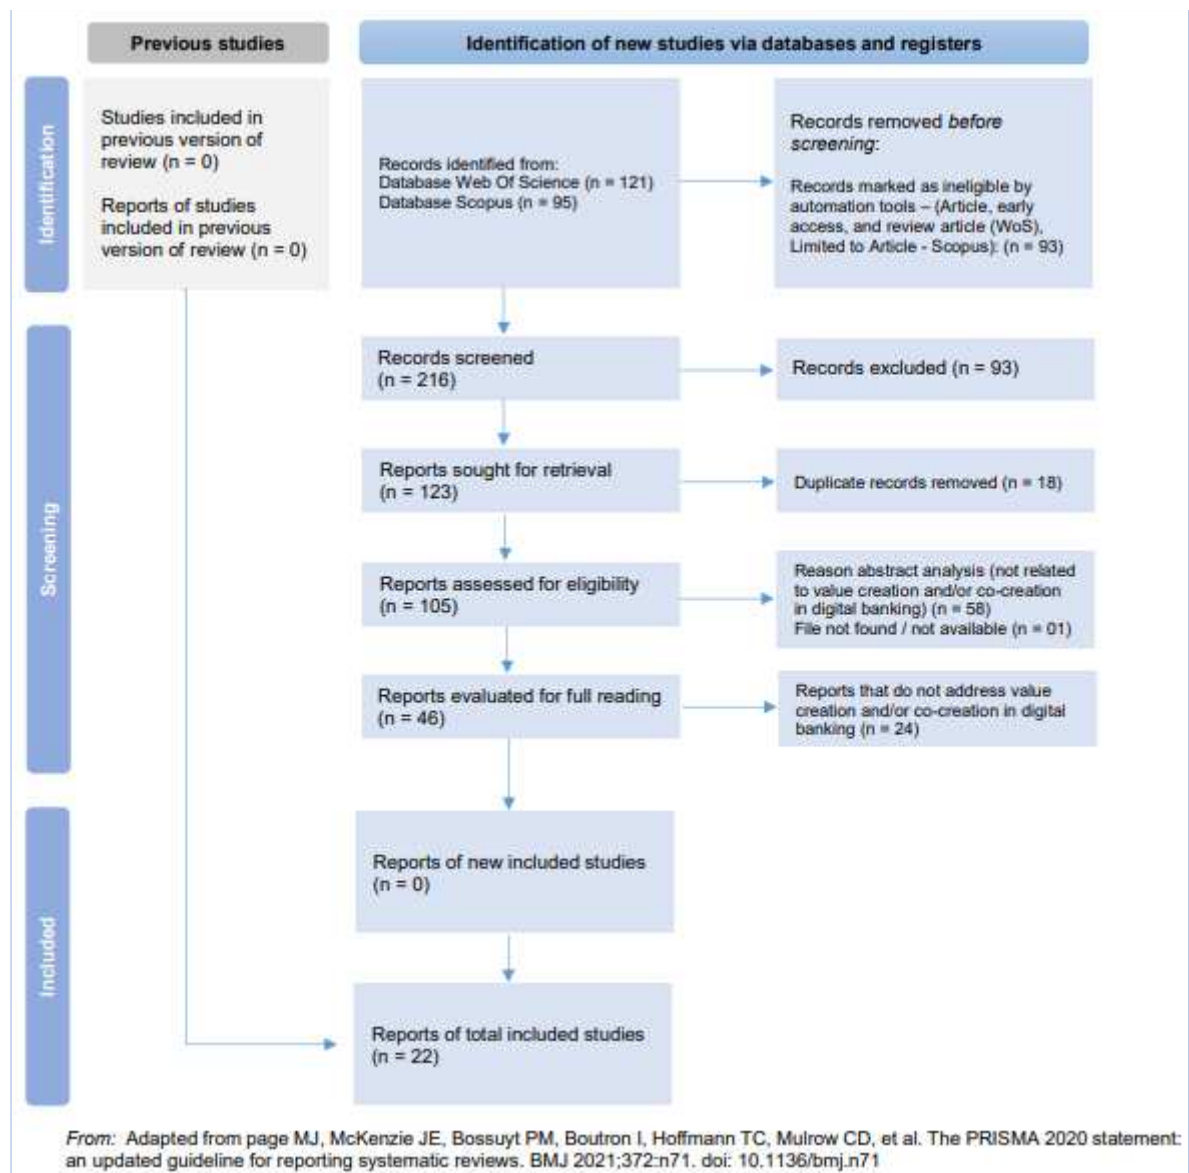 Previous studies
Identification of new studies via databases and registers
Identification
Studies included in
previous version of
review (n = 0)
Reports of studies
included in previous
version of review (n = 0)
Records identified from:
Database Web Of Science (n = 121)
Database Scopus (n = 95)
Records removed before
screening:
Records marked as ineligible by
automation tools – (Article, early
access, and review article (WoS),
Limited to Article - Scopus): (n = 93)
Screening
Records screened
(n = 216)
Records excluded (n = 93)
Reports sought for retrieval
(n = 123)
Duplicate records removed (n = 18)
Reports assessed for eligibility
(n = 105)
Reason abstract analysis (not related
to value creation and/or co-creation
in digital banking) (n = 58)
File not found / not available (n = 01)
Reports evaluated for full reading
(n = 46)
Reports that do not address value
creation and/or co-creation in digital
banking (n = 24)
Included
Reports of new included studies
(n = 0)
Reports of total included studies
(n = 22)
From: Adapted from page MJ, McKenzie JE, Bossuyt PM, Boutron I, Hoffmann TC, Mulrow CD, et al. The PRISMA 2020 statement:
an updated guideline for reporting systematic reviews. BMJ 2021;372:n71. doi: 10.1136/bmj.n71